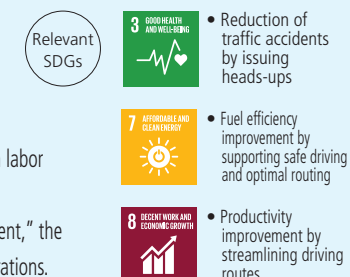 Relevant
SDGs
3 GOOD HEALTH
AND WELL-BEING
• Reduction of
traffic accidents
by issuing
heads-ups
7 AFFORDABLE AND
CLEAN ENERGY
• Fuel efficiency
improvement by
supporting safe driving
and optimal routing
labor
8 DECENT WORK AND
ECONOMIC GROWTH
• Productivity
improvement by
streamlining driving
routes
ent," the
rations.